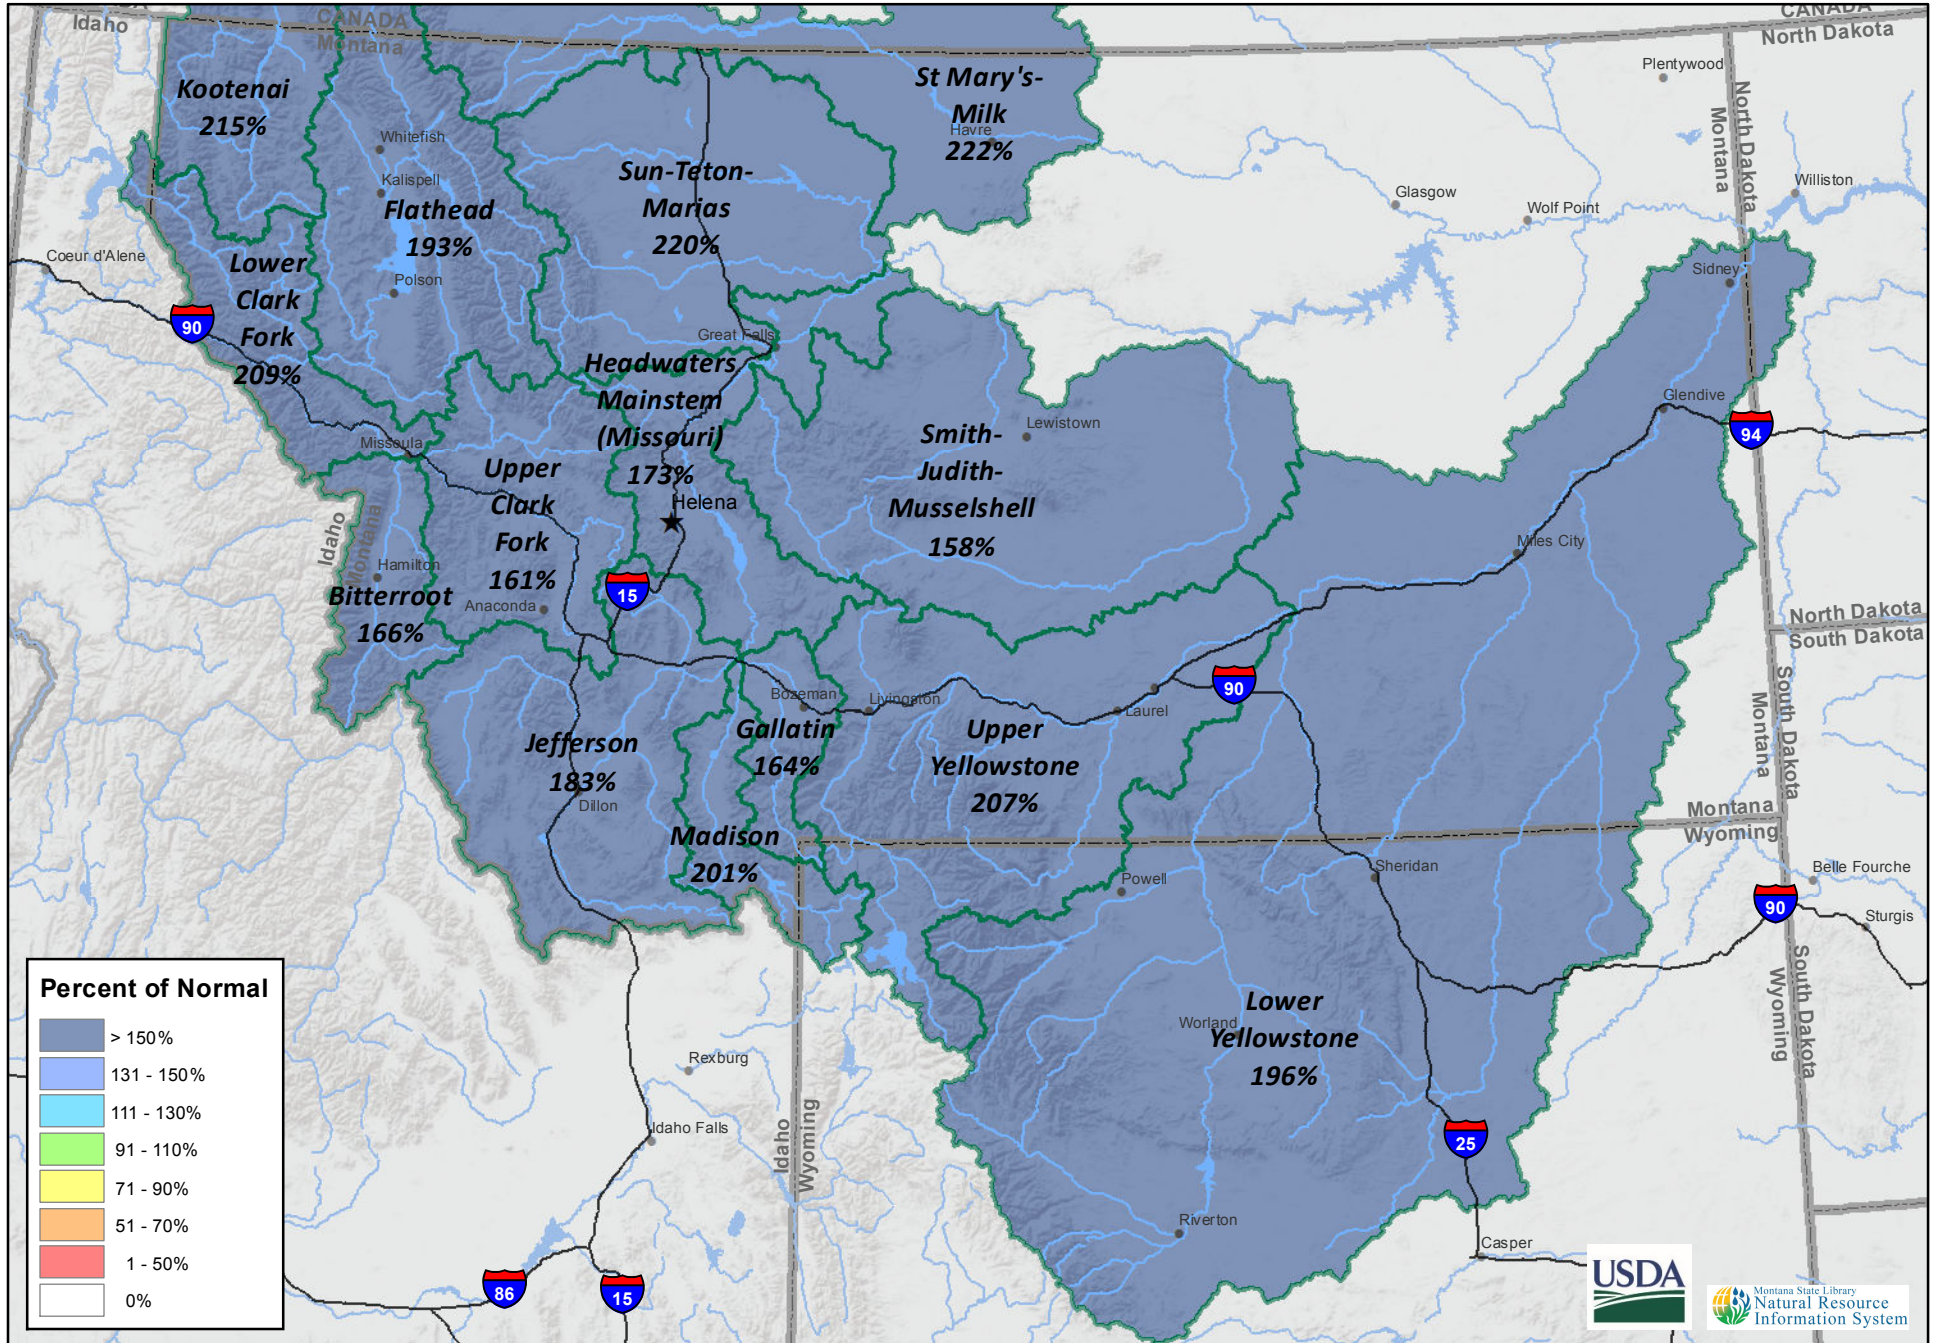 CANADA
Idaho
CANADA
Montana
CANADA
North Dakota
Plentywood
North Dakota
Montana
Kootenai
215%
St Mary's-
Milk
Havre
222%
Whitefish
Kalispell
Flathead
193%
Polson
Sun-Teton-
Marias
220%
Glasgow
Wolf Point
Williston
Sidney
Coeur d'Alene
90
Lower
Clark
Fork
209%
Great Falls
Headwaters
Mainstem
(Missouri)
173%
Helena
Smith-
Judith-
Musselshell
158%
Lewistown
Glendive
94
Missoula
Upper
Clark
Fork
161%
Anaconda
15
Idaho
Montana
Hamilton
Bitterroot
166%
Miles City
North Dakota
South Dakota
South Dakota
Montana
Bozeman
Livingston
Laurel
90
Jefferson
183%
Dillon
Gallatin
164%
Upper
Yellowstone
207%
Madison
201%
Montana
Wyoming
Powell
Sheridan
Belle Fourche
90
Sturgis
South Dakota
Wyoming
Lower
Worland
Yellowstone
196%
Rexburg
Idaho Falls
Idaho
Wyoming
25
Riverton
Casper
86
15
Percent of Normal
> 150%
131 - 150%
111 - 130%
91 - 110%
71 - 90%
51 - 70%
1 - 50%
0%
USDA
Montana State Library
Natural Resource
Information System